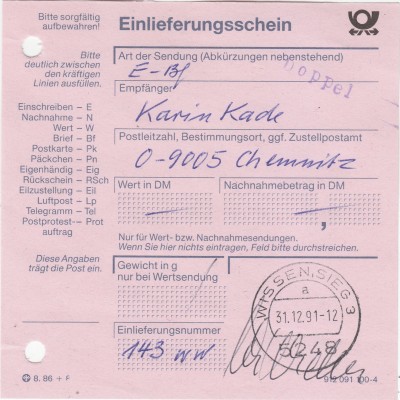 Bitte sorgfältig
aufbewahren!
Einlieferungsschein
Bitte
deutlich zwischen
den kräftigen
Linien ausfüllen.
Art der Sendung (Abkürzungen nebenstehend)
E-Bf
Doppel
Empfänger
Karin Kade
Postleitzahl, Bestimmungsort, ggf. Zustellpostamt
O-9005 Chemnitz
Einschreiben – E
Nachnahme – N
Wert – W
Brief – Bf
Postkarte – Pk
Päckchen – Pn
Eigenhändig – Eig
Rückschein – RSch
Eilzustellung – Eil
Luftpost – Lp
Telegramm – Tel
Postprotest- – Prot
auftrag
Wert in DM
Nachnahmebetrag in DM
—
— ,
Nur für Wert- bzw. Nachnahmesendungen.
Wenn Sie hier nichts eintragen, Feld bitte durchstreichen.
Diese Angaben
trägt die Post ein.
Gewicht in g
nur bei Wertsendung
Einlieferungsnummer
143 ww
WISSEN, SIEG 3
a
31.12.91-12
5248
8. 86 + F
912 091 100-4